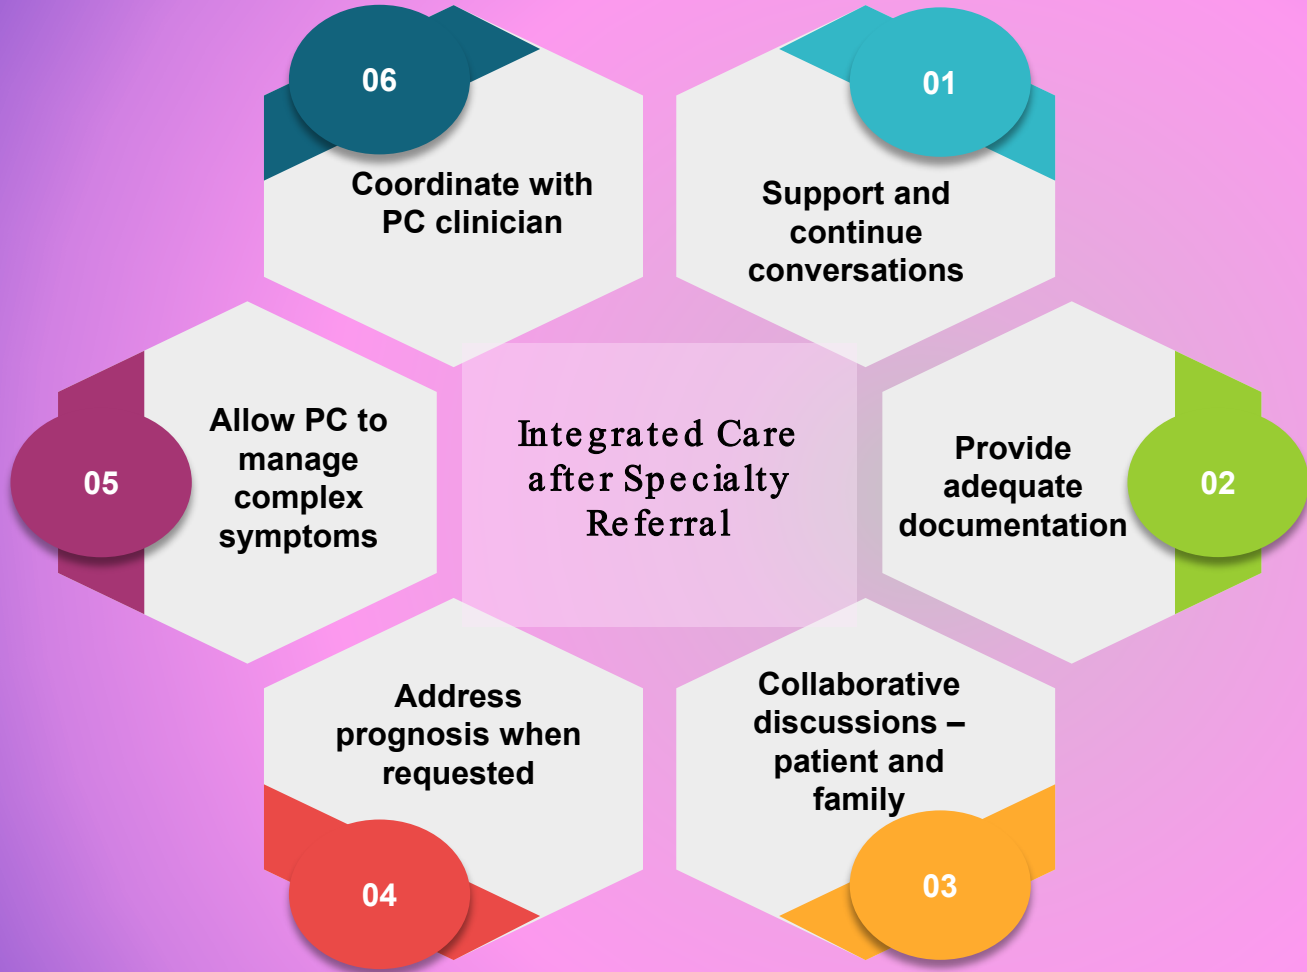 01
Support and
continue
conversations
02
Provide
adequate
documentation
03
Collaborative
discussions –
patient and
family
04
Address
prognosis when
requested
05
Allow PC to
manage
complex
symptoms
06
Coordinate with
PC clinician
Integrated Care
after Specialty
Referral